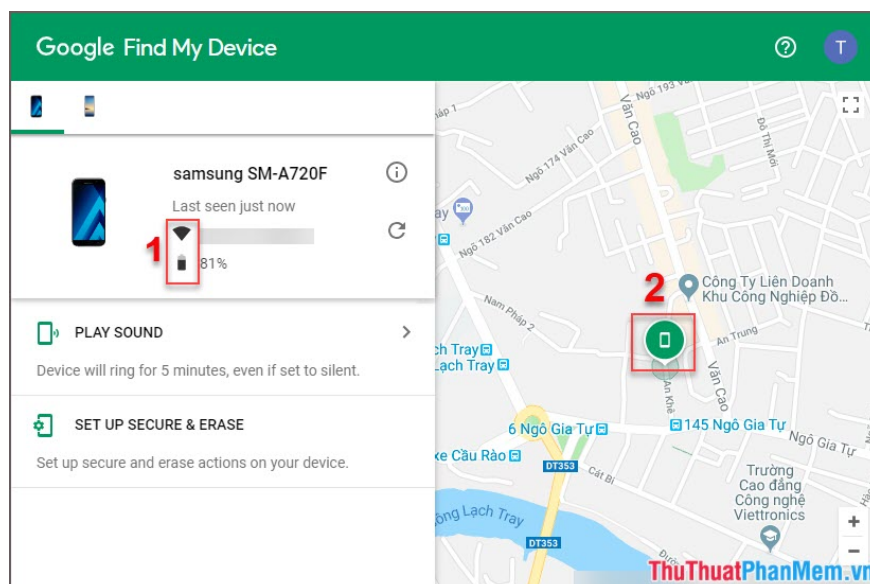 Google Find My Device
T
samsung SM-A720F
Last seen just now
1
81%
PLAY SOUND
Device will ring for 5 minutes, even if set to silent.
SET UP SECURE & ERASE
Set up secure and erase actions on your device.
Ngõ 193 Văn
Văn Cao
Đỗ Thị Mới
Ngõ 174 Văn Cao
ay
Ngõ 182 Văn Cao
2
Công Ty Liên Doanh
Khu Công Nghiệp Đồ...
Nam Pháp 2
An Trung
ch Tray
Lạch Tray
Văn Cao
An Khê
6 Ngô Gia Tự
145 Ngô Gia Tự
Ngô Gia Tự
xe Cầu Rào
DT353
Cát Bi
Trường
Cao đẳng
Công nghệ
Viettronics
ông Lạch Tray
DT353
+
−
ThuThuatPhanMem.vn